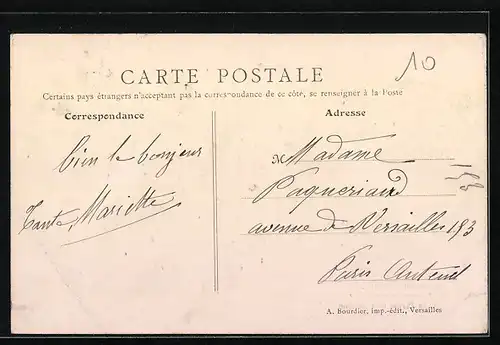 10
CARTE POSTALE
Certains pays étrangers n'acceptant pas la correspondance de ce côté, se renseigner à la Poste
Correspondance
Adresse
bien le bonjour
Tante Mariette
M Madame
avenue de Versailles 193
Paris Auteuil
A. Bourdier, imp.-édit., Versailles